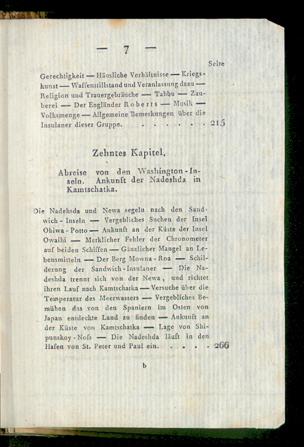 — 7 —
Seite
Gerechtigkeit — Häusliche Verhältnisse — Kriegs-
kunst — Waffenstillstand und Veranlassung dazu —
Religion und Trauergebräuche — Tabbu — Zau-
berei — Der Engländer Roberts — Musik —
Volksmenge — Allgemeine Bemerkungen über die
Insulaner dieser Gruppe. . . . . . . 215
Zehntes Kapitel.
Abreise von den Washington-In-
seln. Ankunft der Nadeshda in
Kamtschatka.
Die Nadeshda und Newa segeln nach den Sand-
wich-Inseln — Vergebliches Suchen der Insel
Ohiwa-Potto — Ankunft an der Küste der Insel
Owaihi — Merklicher Fehler der Chronometer
auf beiden Schiffen — Gänzlicher Mangel an Le-
bensmitteln — Der Berg Mowna-Roa — Schil-
derung der Sandwich-Insulaner — Die Na-
deshda trennt sich von der Newa, und richtet
ihren Lauf nach Kamtschatka — Versuche über die
Temperatur des Meerwassers — Vergebliches Be-
mühen das von den Spaniern im Osten von
Japan entdeckte Land zu finden — Ankunft an
der Küste von Kamtschatka — Lage von Shi-
punskoy-Noss — Die Nadeshda läuft in den
Hafen von St. Peter und Paul ein. . . . . 266
b